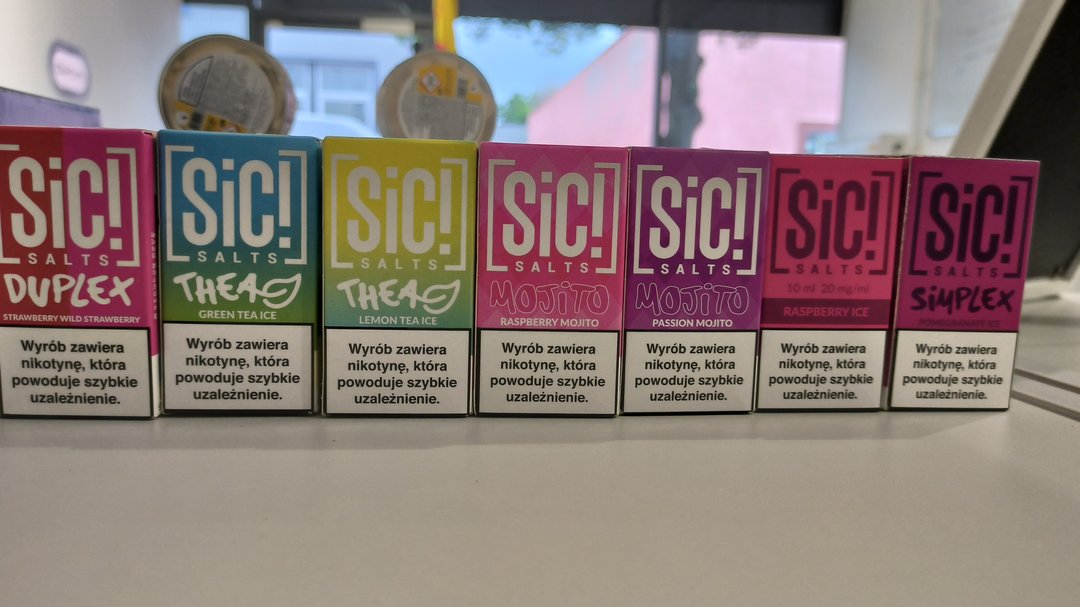 SiC!
SALTS
DUPLEX
STRAWBERRY WILD STRAWBERRY
Wyrób zawiera
nikotynę, która
powoduje szybkie
uzależnienie.
SiC!
SALTS
THEA
GREEN TEA ICE
Wyrób zawiera
nikotynę, która
powoduje szybkie
uzależnienie.
SiC!
SALTS
THEA
LEMON TEA ICE
Wyrób zawiera
nikotynę, która
powoduje szybkie
uzależnienie.
SiC!
SALTS
MOJiTO
RASPBERRY MOJITO
Wyrób zawiera
nikotynę, która
powoduje szybkie
uzależnienie.
SiC!
SALTS
MOJiTO
PASSION MOJITO
Wyrób zawiera
nikotynę, która
powoduje szybkie
uzależnienie.
SiC!
SALTS
10 ml 20 mg/ml
RASPBERRY ICE
Wyrób zawiera
nikotynę, która
powoduje szybkie
uzależnienie.
SiC!
SALTS
SiMPLEX
POMEGRANATE ICE
Wyrób zawiera
nikotynę, która
powoduje szybkie
uzależnienie.